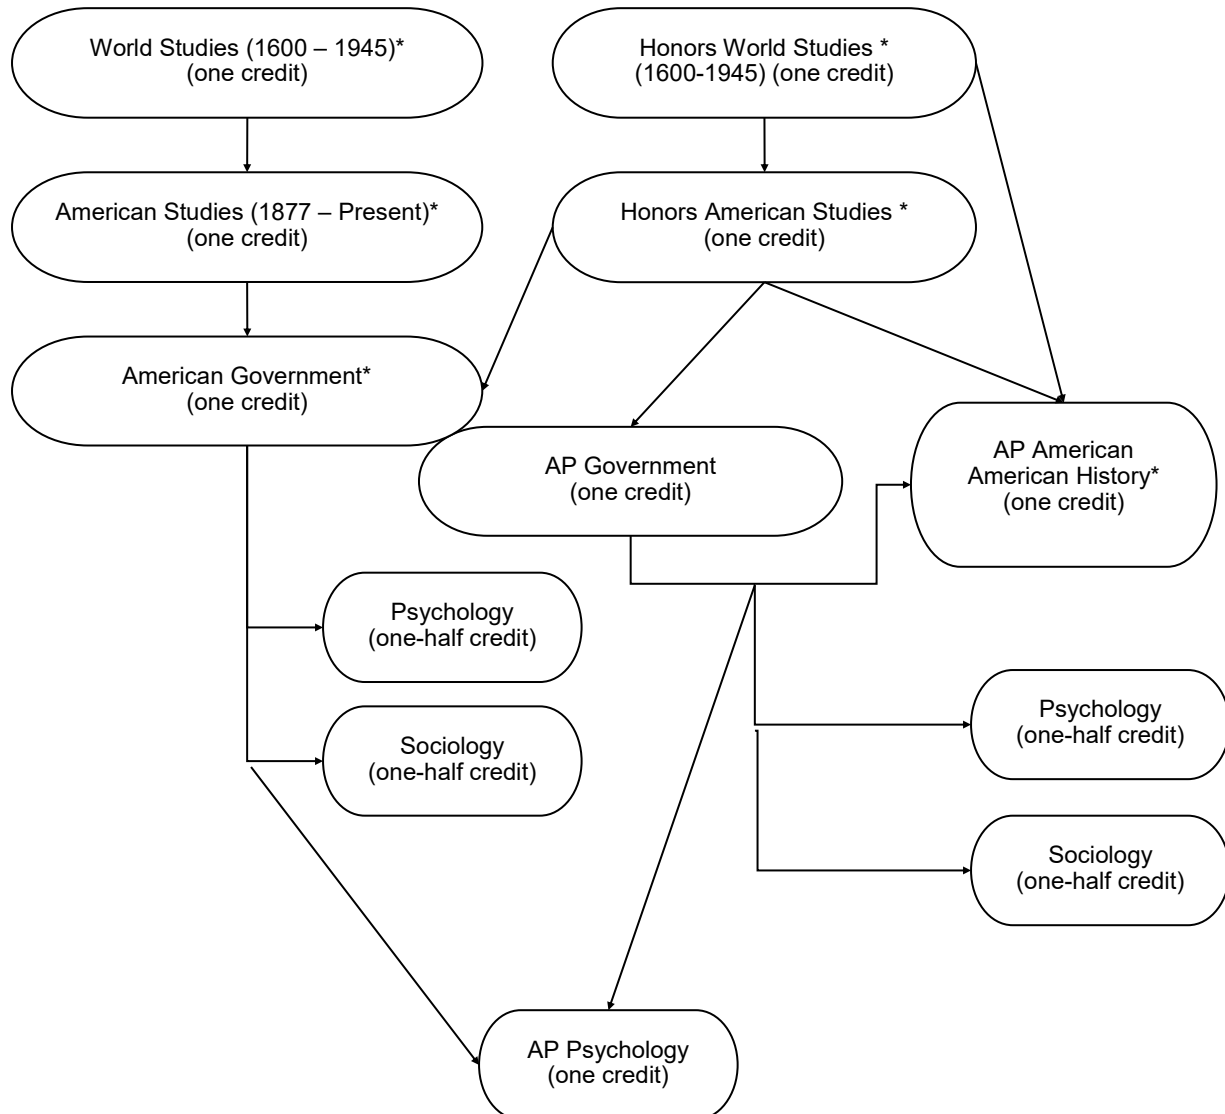 World Studies (1600 – 1945)*
(one credit)
Honors World Studies *
(1600-1945) (one credit)
American Studies (1877 – Present)*
(one credit)
Honors American Studies *
(one credit)
American Government*
(one credit)
AP Government
(one credit)
AP American
American History*
(one credit)
Psychology
(one-half credit)
Sociology
(one-half credit)
Psychology
(one-half credit)
Sociology
(one-half credit)
AP Psychology
(one credit)